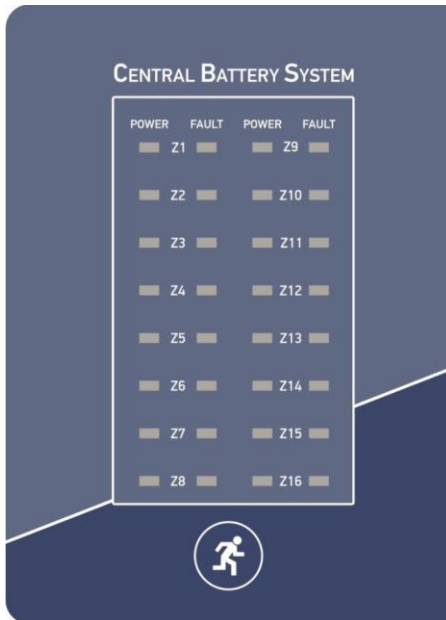 CENTRAL BATTERY SYSTEM
POWER FAULT POWER FAULT
Z1 Z9
Z2 Z10
Z3 Z11
Z4 Z12
Z5 Z13
Z6 Z14
Z7 Z15
Z8 Z16